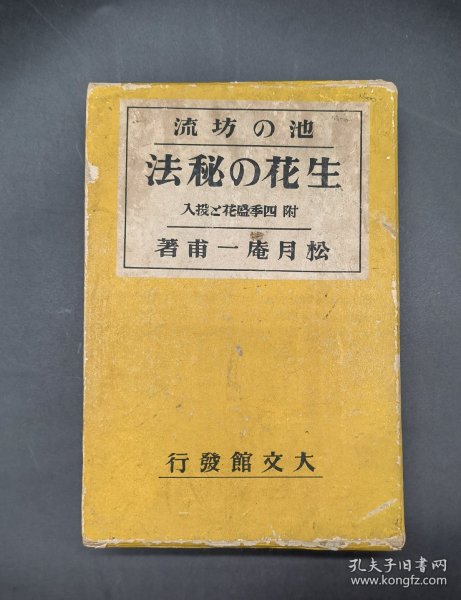 池の坊流
生花の秘法
附 四季盛花と投入
松月庵一甫著
大文館發行
孔夫子旧书网
www.kongfz.com